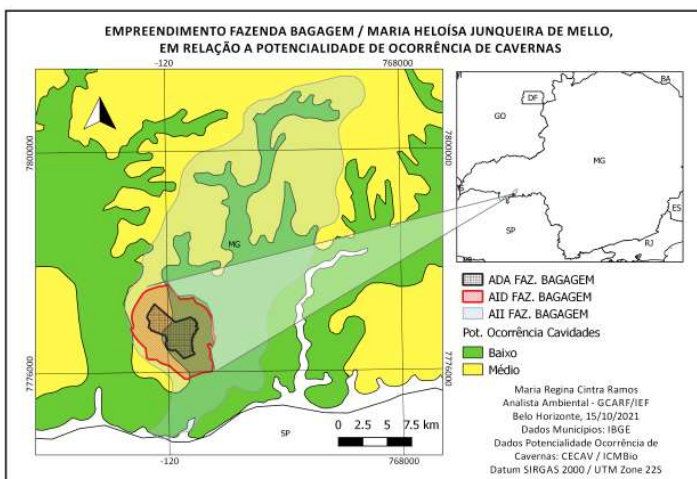 EMPREENDIMENTO FAZENDA BAGAGEM / MARIA HELOÍSA JUNQUEIRA DE MELLO,
EM RELAÇÃO A POTENCIALIDADE DE OCORRÊNCIA DE CAVERNAS
-120
768000
7800000
7800000
MG
7776000
7776000
SP
0 2.5 5 7.5 km
-120
768000
BA
DF
GO
MG
ES
SP
RJ
ADA FAZ. BAGAGEM
AID FAZ. BAGAGEM
AII FAZ. BAGAGEM
Pot. Ocorrência Cavidades
Baixo
Médio
Maria Regina Cintra Ramos
Analista Ambiental - GCARF/IEF
Belo Horizonte, 15/10/2021
Dados Municípios: IBGE
Dados Potencialidade Ocorrência de
Cavernas: CECAV / ICMBio
Datum SIRGAS 2000 / UTM Zone 22S